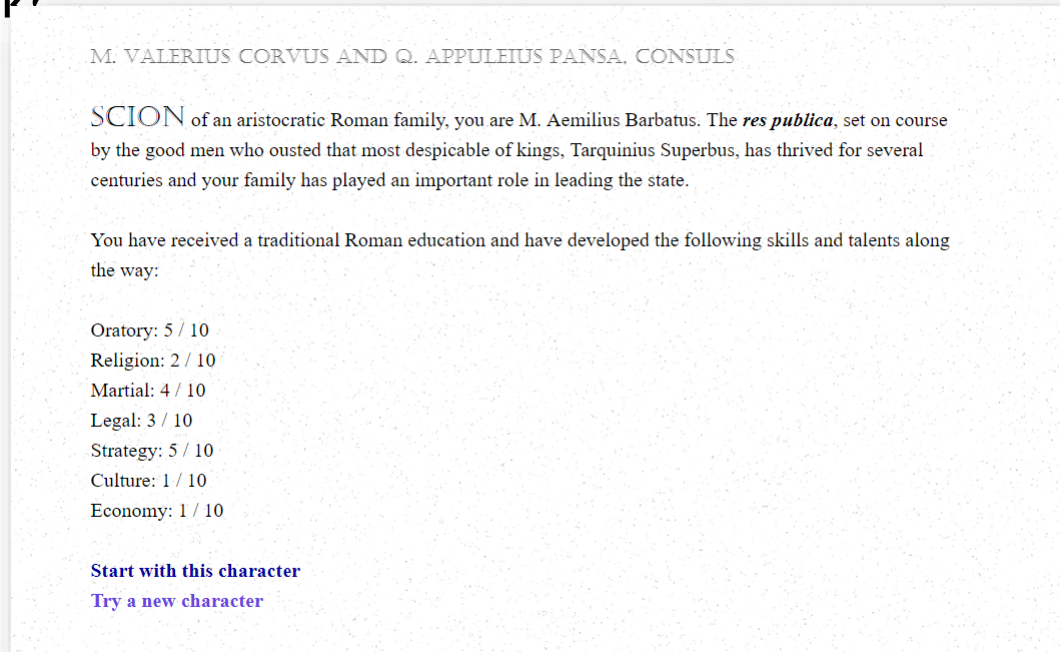 M. VALERIUS CORVUS AND Q. APPULEIUS PANSA, CONSULS
SCION of an aristocratic Roman family, you are M. Aemilius Barbatus. The res publica, set on course
by the good men who ousted that most despicable of kings, Tarquinius Superbus, has thrived for several
centuries and your family has played an important role in leading the state.
You have received a traditional Roman education and have developed the following skills and talents along
the way:
Oratory: 5 / 10
Religion: 2 / 10
Martial: 4 / 10
Legal: 3 / 10
Strategy: 5 / 10
Culture: 1 / 10
Economy: 1 / 10
Start with this character
Try a new character